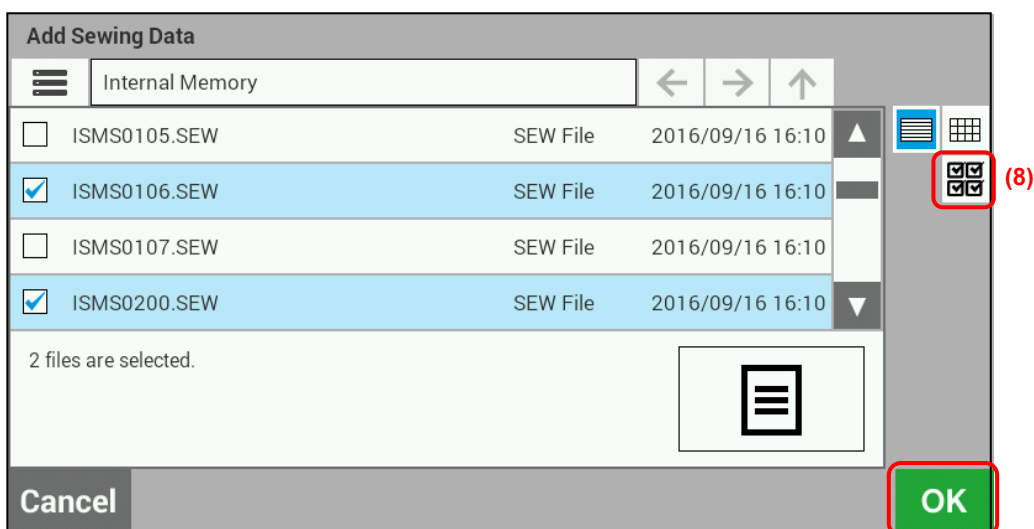 Add Sewing Data
Internal Memory
ISMS0105.SEW SEW File 2016/09/16 16:10
ISMS0106.SEW SEW File 2016/09/16 16:10
(8)
ISMS0107.SEW SEW File 2016/09/16 16:10
ISMS0200.SEW SEW File 2016/09/16 16:10
2 files are selected.
Cancel OK